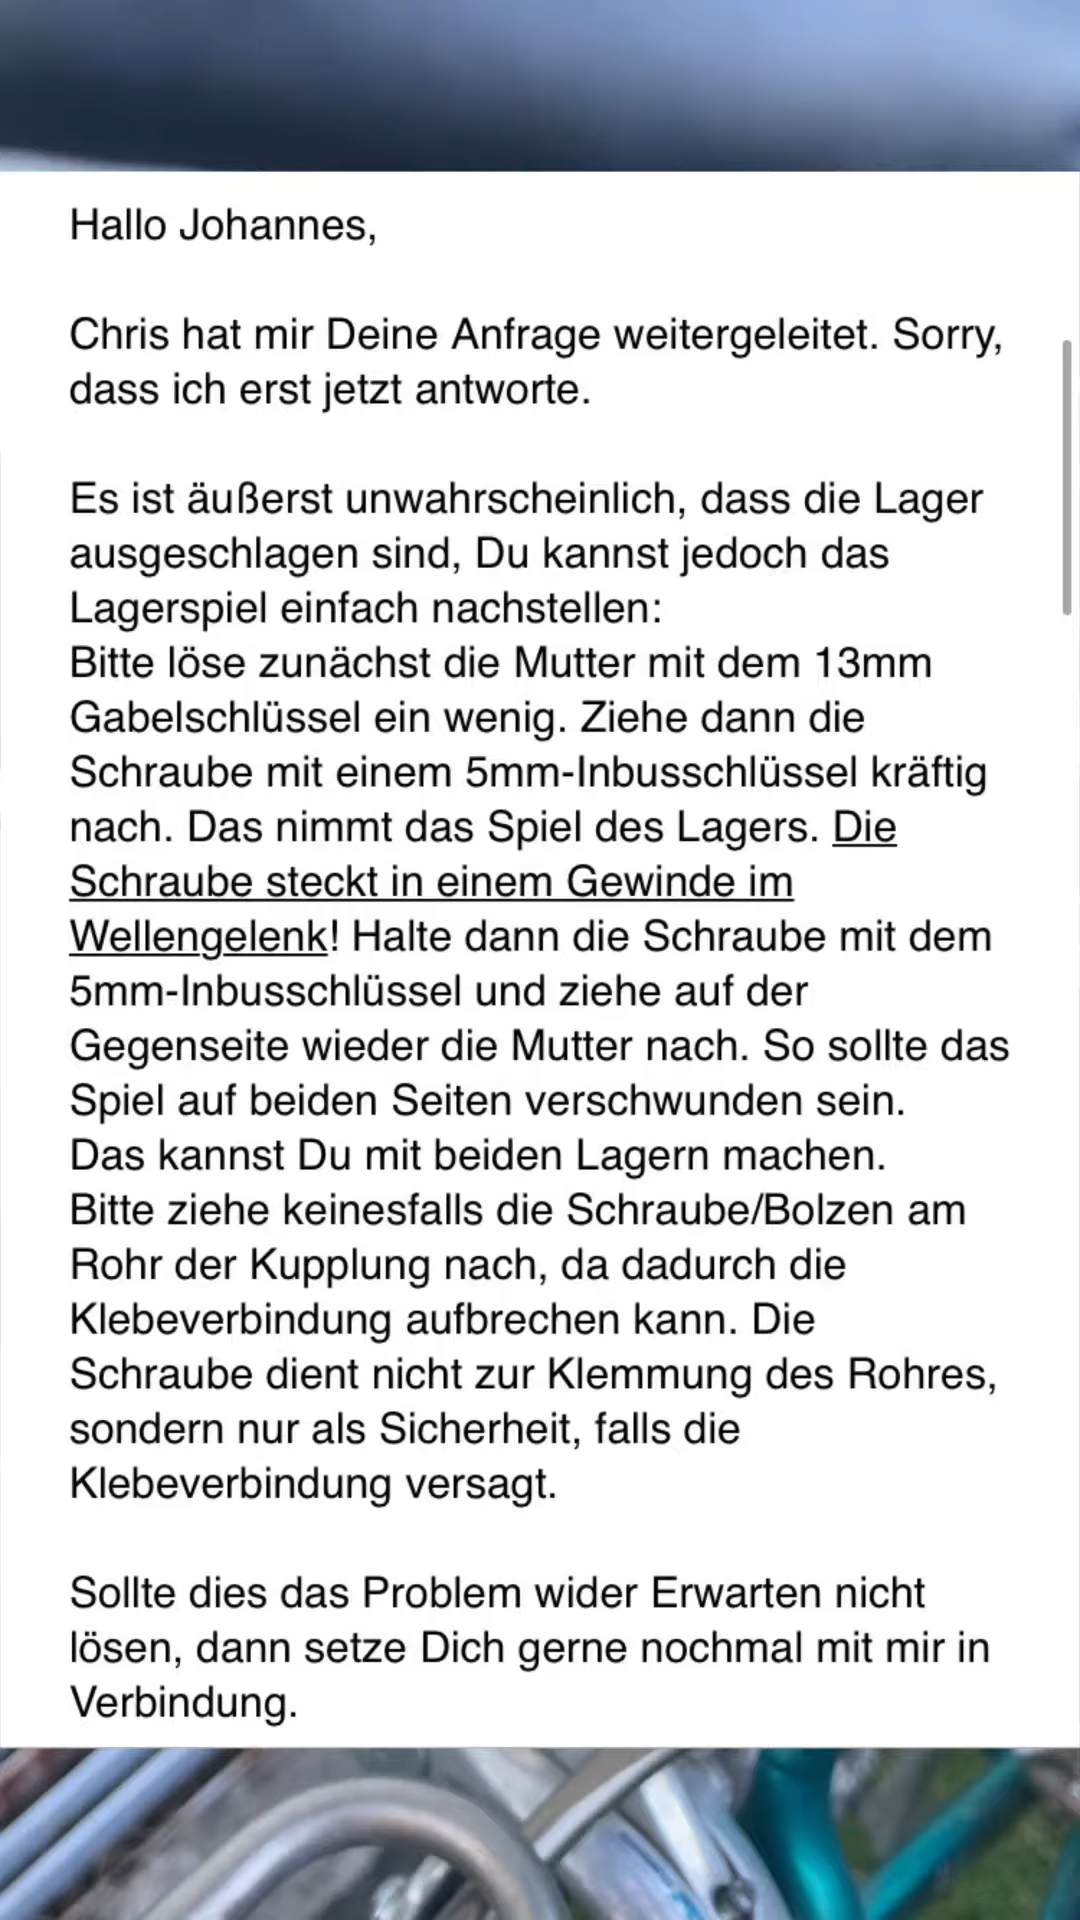 Hallo Johannes,
Chris hat mir Deine Anfrage weitergeleitet. Sorry,
dass ich erst jetzt antworte.
Es ist äußerst unwahrscheinlich, dass die Lager
ausgeschlagen sind, Du kannst jedoch das
Lagerspiel einfach nachstellen:
Bitte löse zunächst die Mutter mit dem 13mm
Gabelschlüssel ein wenig. Ziehe dann die
Schraube mit einem 5mm-Inbusschlüssel kräftig
nach. Das nimmt das Spiel des Lagers. Die
Schraube steckt in einem Gewinde im
Wellengelenk! Halte dann die Schraube mit dem
5mm-Inbusschlüssel und ziehe auf der
Gegenseite wieder die Mutter nach. So sollte das
Spiel auf beiden Seiten verschwunden sein.
Das kannst Du mit beiden Lagern machen.
Bitte ziehe keinesfalls die Schraube/Bolzen am
Rohr der Kupplung nach, da dadurch die
Klebeverbindung aufbrechen kann. Die
Schraube dient nicht zur Klemmung des Rohres,
sondern nur als Sicherheit, falls die
Klebeverbindung versagt.
Sollte dies das Problem wider Erwarten nicht
lösen, dann setze Dich gerne nochmal mit mir in
Verbindung.